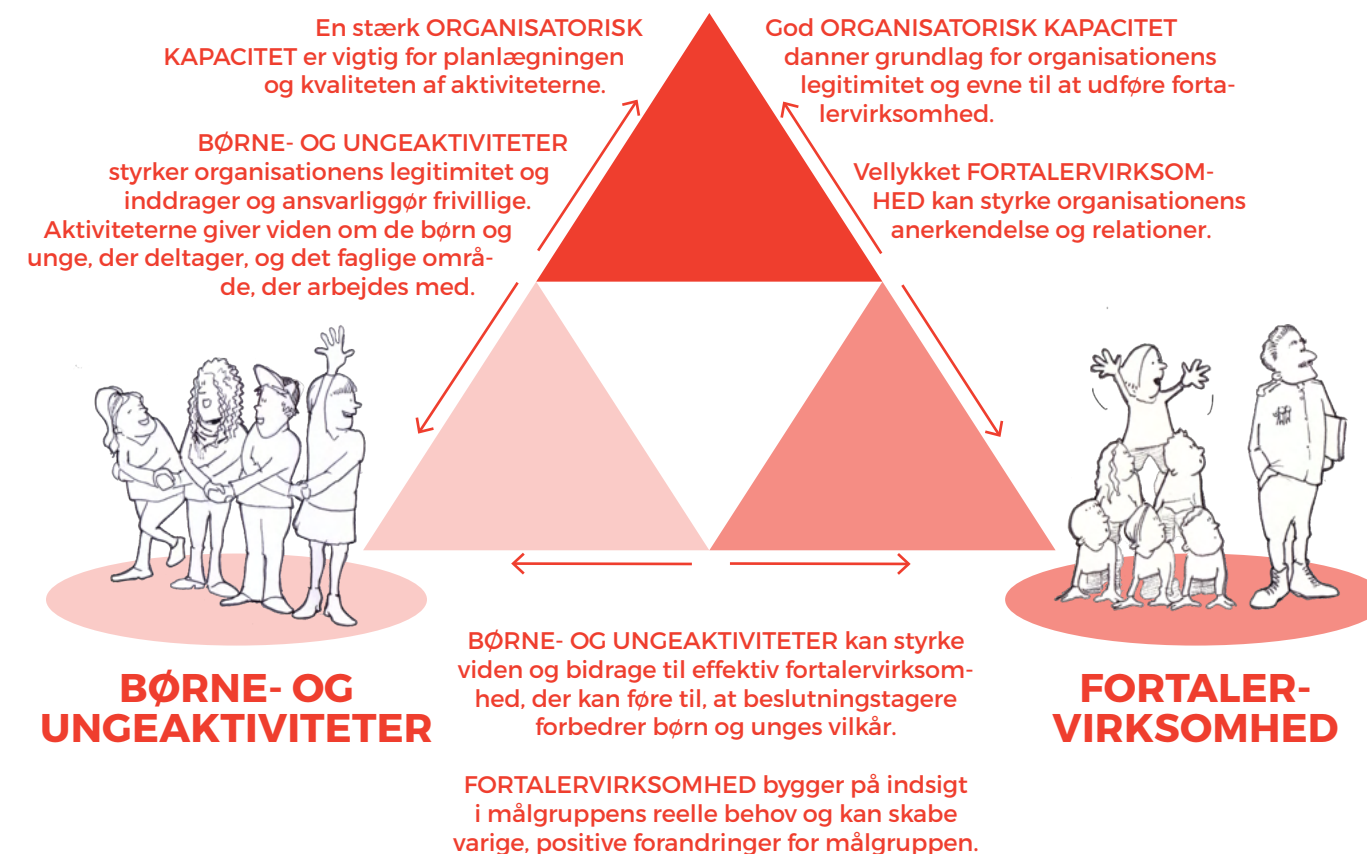 En stærk ORGANISATORISK
KAPACITET er vigtig for planlægningen
og kvaliteten af aktiviteterne.
BØRNE- OG UNGEAKTIVITETER
styrker organisationens legitimitet og
inddrager og ansvarliggør frivillige.
Aktiviteterne giver viden om de børn og
unge, der deltager, og det faglige områ-
de, der arbejdes med.
God ORGANISATORISK KAPACITET
danner grundlag for organisationens
legitimitet og evne til at udføre forta-
lervirksomhed.
Vellykket FORTALERVIRKSOM-
HED kan styrke organisationens
anerkendelse og relationer.
BØRNE- OG
UNGEAKTIVITETER
BØRNE- OG UNGEAKTIVITETER kan styrke
viden og bidrage til effektiv fortalervirksom-
hed, der kan føre til, at beslutningstagere
forbedrer børn og unges vilkår.
FORTALERVIRKSOMHED bygger på indsigt
i målgruppens reelle behov og kan skabe
varige, positive forandringer for målgruppen.
FORTALER-
VIRKSOMHED